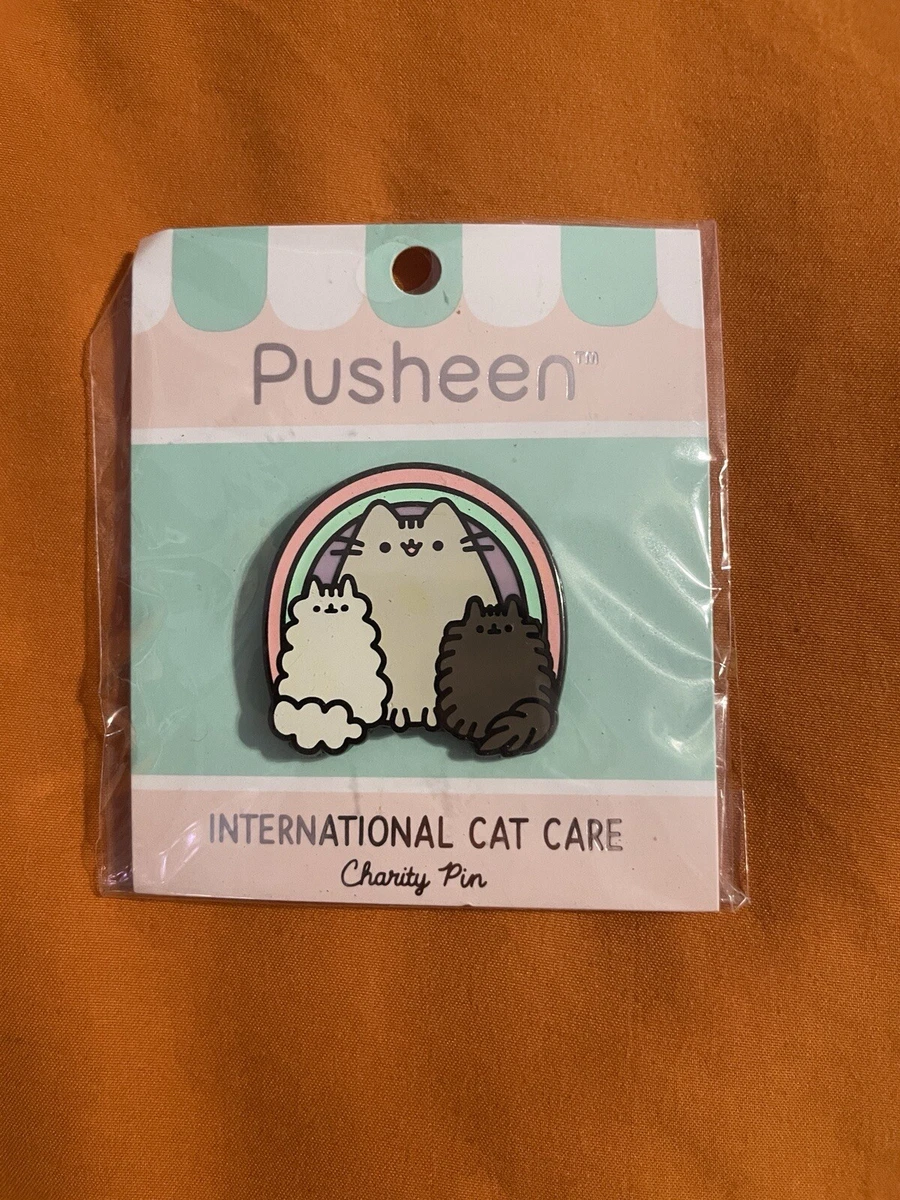 Pusheen™
INTERNATIONAL CAT CARE
Charity Pin